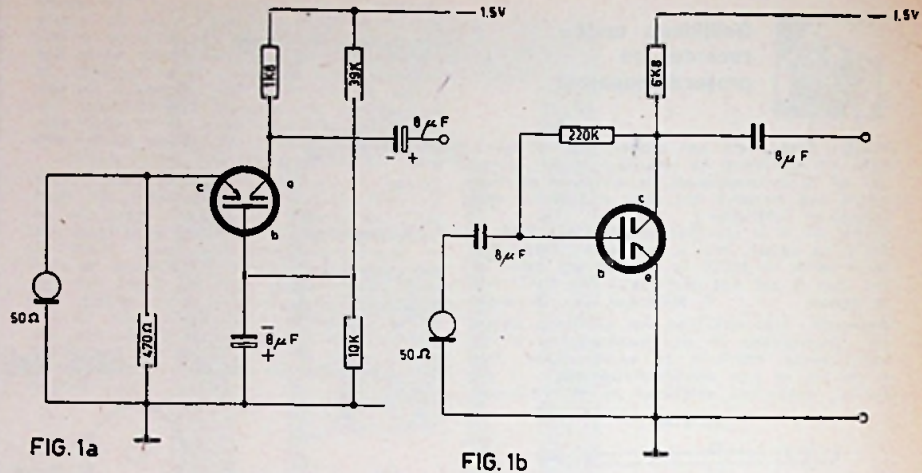 — 1.5V
1K8
39K
8µF
- +
c
e
b
50Ω
470Ω
-
8µF
+
10K
FIG. 1a
— 1.5V
6K8
220K
8µF
8µF
c
b
e
50Ω
FIG. 1b